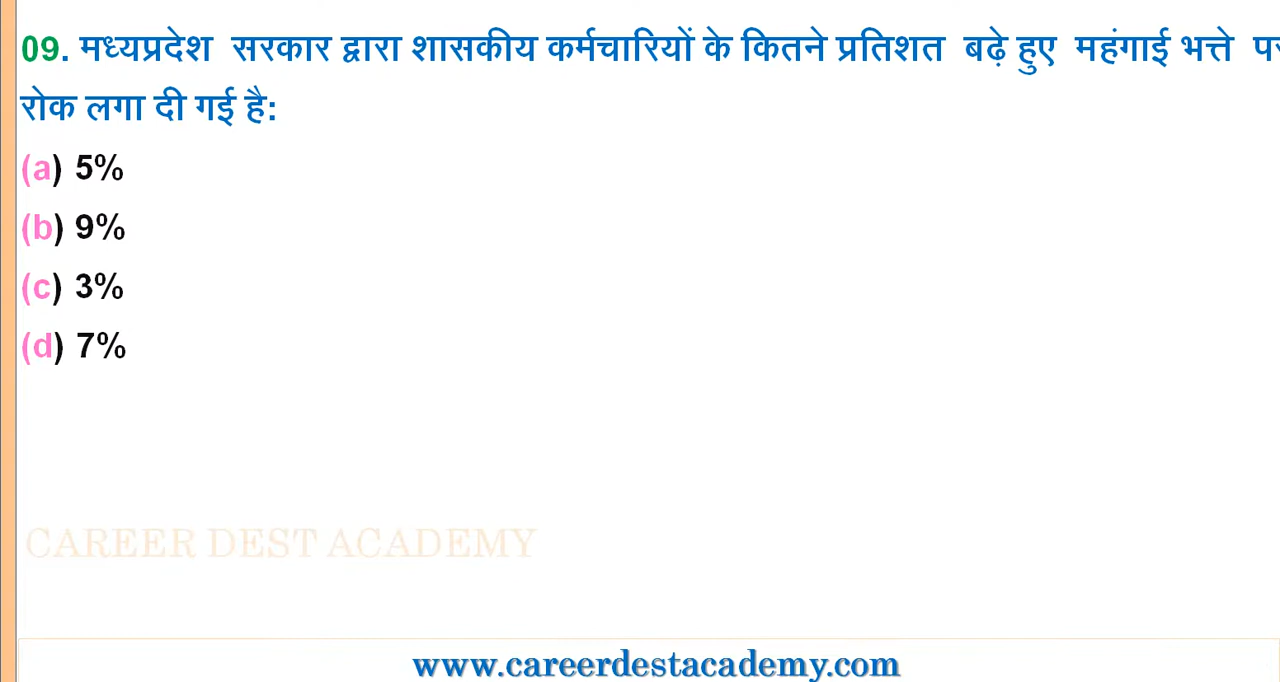 09. मध्यप्रदेश सरकार द्वारा शासकीय कर्मचारियों के कितने प्रतिशत बढ़े हुए महंगाई भत्ते
रोक लगा दी गई है:
(a) 5%
(b) 9%
(c) 3%
(d) 7%
CAREER DEST ACADEMY
www.careerdestacademy.com